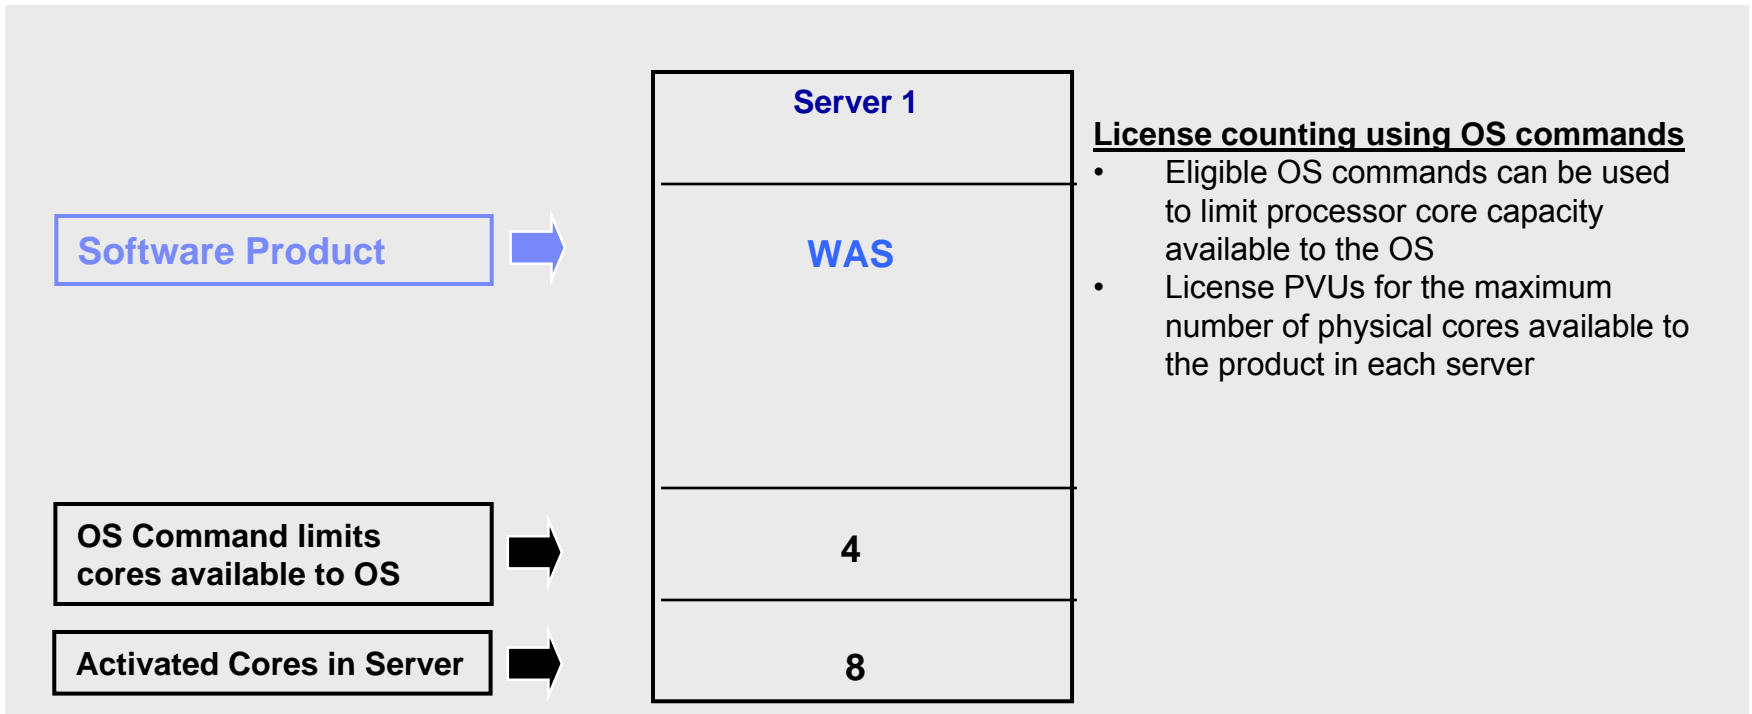 Server 1
License counting using OS commands
• Eligible OS commands can be used
to limit processor core capacity
available to the OS
• License PVUs for the maximum
number of physical cores available to
the product in each server
Software Product
WAS
OS Command limits
cores available to OS
4
Activated Cores in Server
8